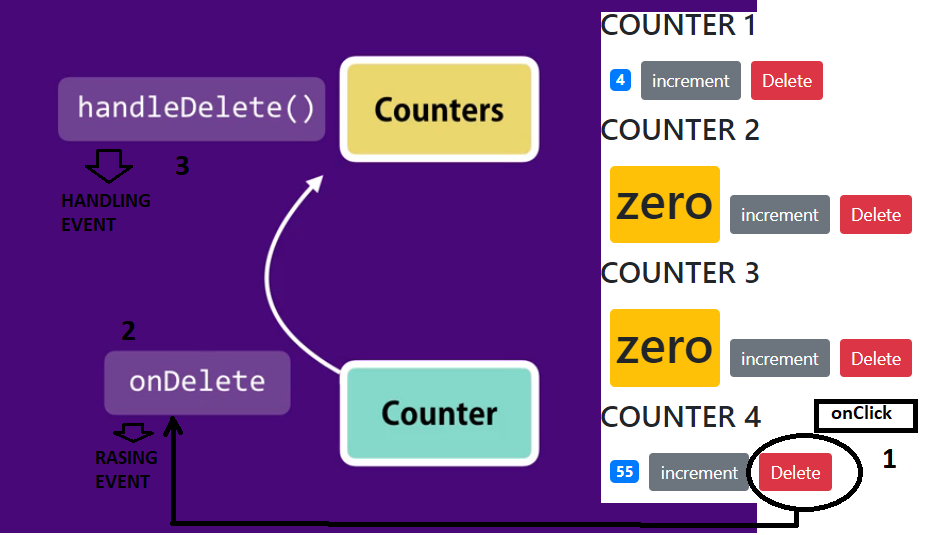 handleDelete()
3
HANDLING
EVENT
Counters
2
onDelete
RASING
EVENT
Counter
COUNTER 1
4 increment Delete
COUNTER 2
zero increment Delete
COUNTER 3
zero increment Delete
COUNTER 4
onClick
55 increment Delete
1